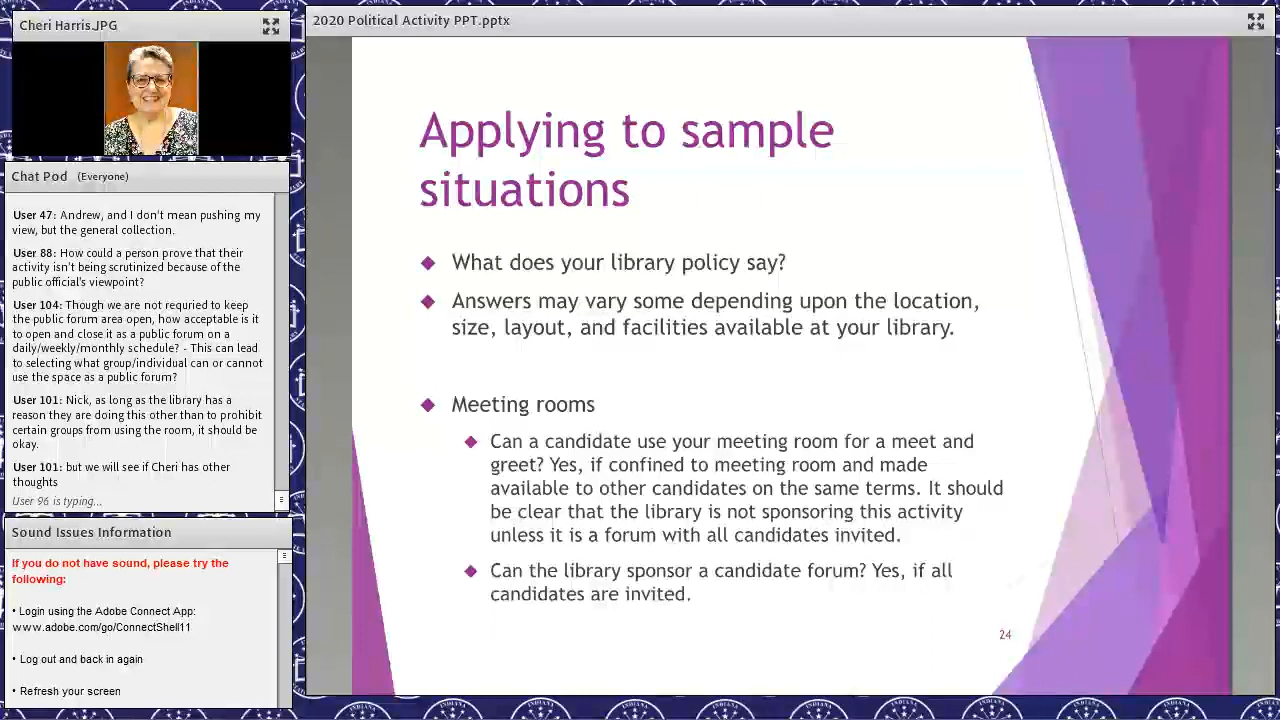 Cheri Harris.JPG
Chat Pod (Everyone)
User 47: Andrew, and I don't mean pushing my
view, but the general collection.
User 88: How could a person prove that their
activity isn't being scrutinized because of the
public official's viewpoint?
User 104: Though we are not requried to keep
the public forum area open, how acceptable is it
to open and close it as a public forum on a
daily/weekly/monthly schedule? - This can lead
to selecting what group/individual can or cannot
use the space as a public forum?
User 101: Nick, as long as the library has a
reason they are doing this other than to prohibit
certain groups from using the room, it should be
okay.
User 101: but we will see if Cheri has other
thoughts
User 96 is typing...
Sound Issues Information
If you do not have sound, please try the
following:
• Login using the Adobe Connect App:
www.adobe.com/go/ConnectShell11
• Log out and back in again
• Refresh your screen
2020 Political Activity PPT.pptx
Applying to sample
situations
What does your library policy say?
Answers may vary some depending upon the location,
size, layout, and facilities available at your library.
Meeting rooms
Can a candidate use your meeting room for a meet and
greet? Yes, if confined to meeting room and made
available to other candidates on the same terms. It should
be clear that the library is not sponsoring this activity
unless it is a forum with all candidates invited.
Can the library sponsor a candidate forum? Yes, if all
candidates are invited.
24
INDIANA